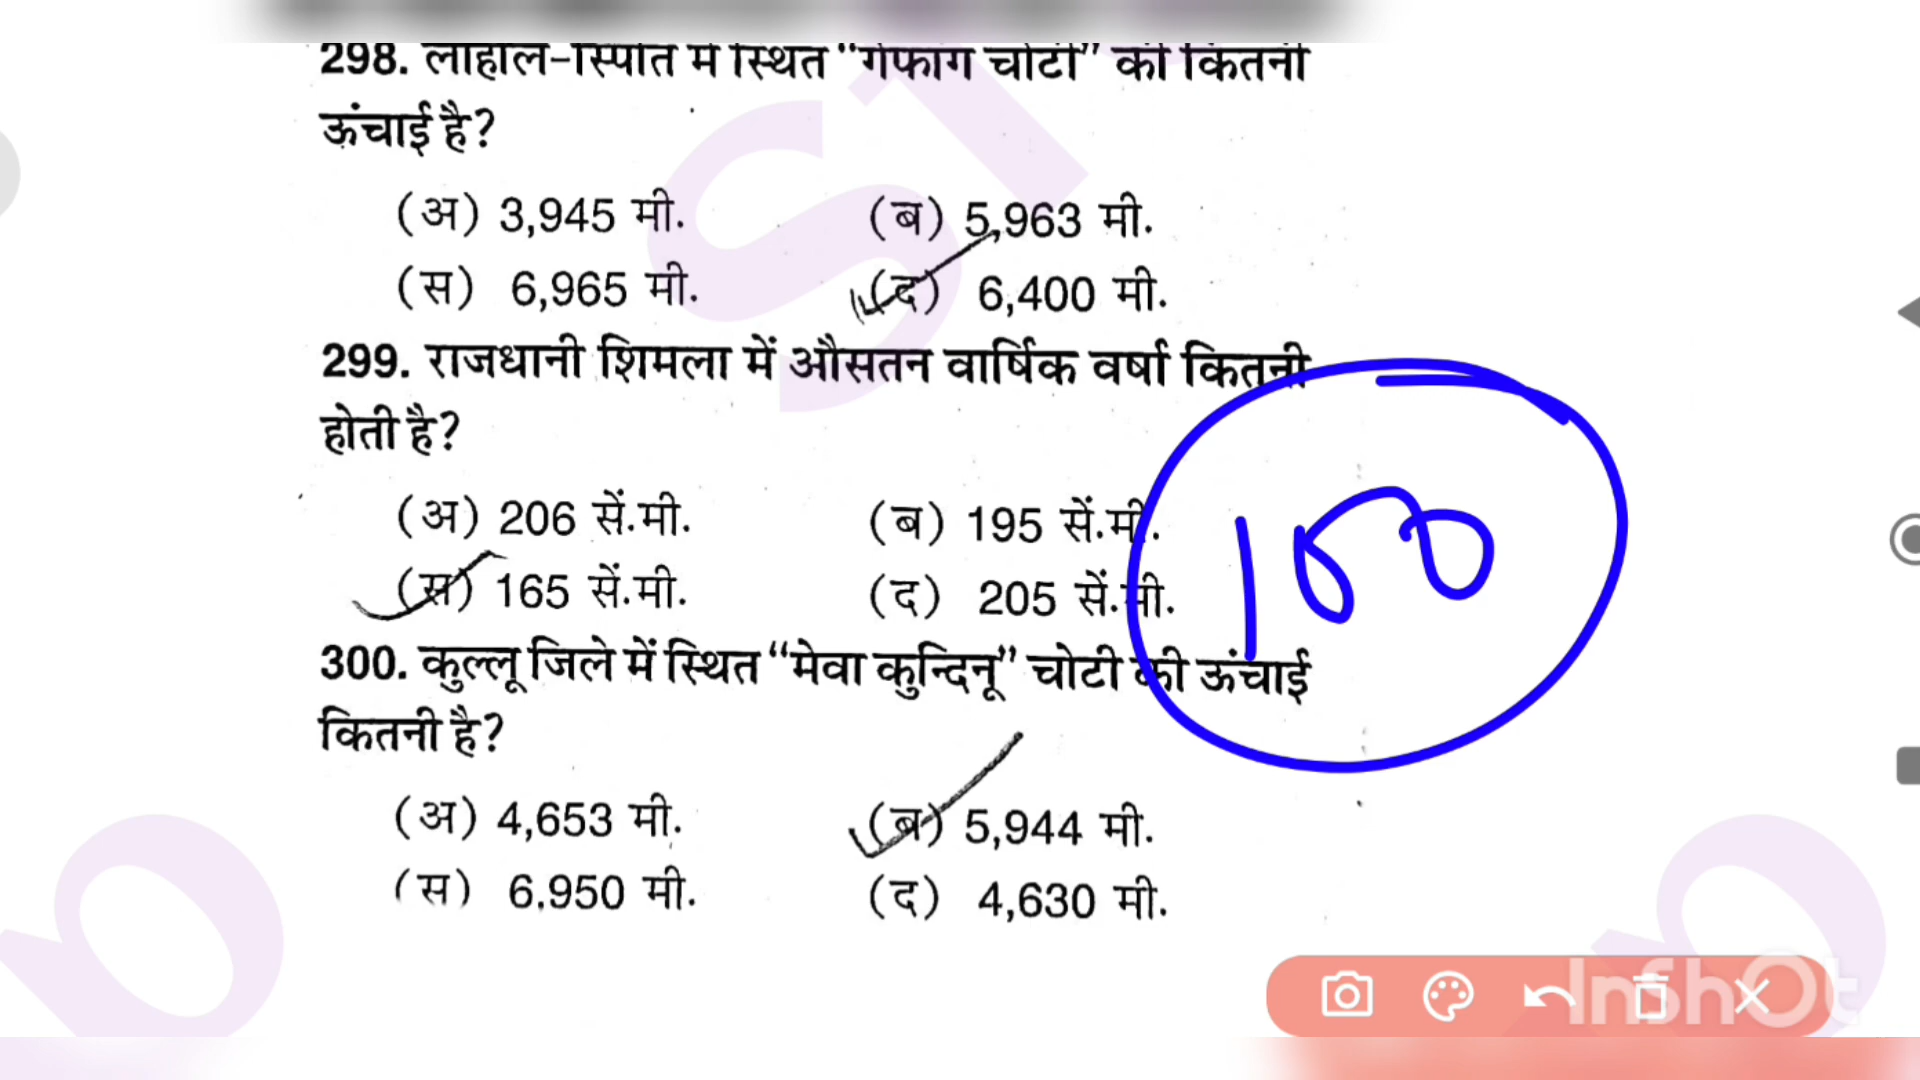 298. लाहौल-स्पिति में स्थित “गेफांग चोटी” की कितनी
ऊंचाई है?
(अ) 3,945 मी. (ब) 5,963 मी.
(स) 6,965 मी. (द) 6,400 मी.
299. राजधानी शिमला में औसतन वार्षिक वर्षा कितनी
होती है?
(अ) 206 सें.मी. (ब) 195 सें.मी.
(स) 165 सें.मी. (द) 205 सें.मी.
100
300. कुल्लू जिले में स्थित “मेवा कुन्दिनू” चोटी की ऊंचाई
कितनी है?
(अ) 4,653 मी. (ब) 5,944 मी.
(स) 6.950 मी. (द) 4,630 मी.
InShOt